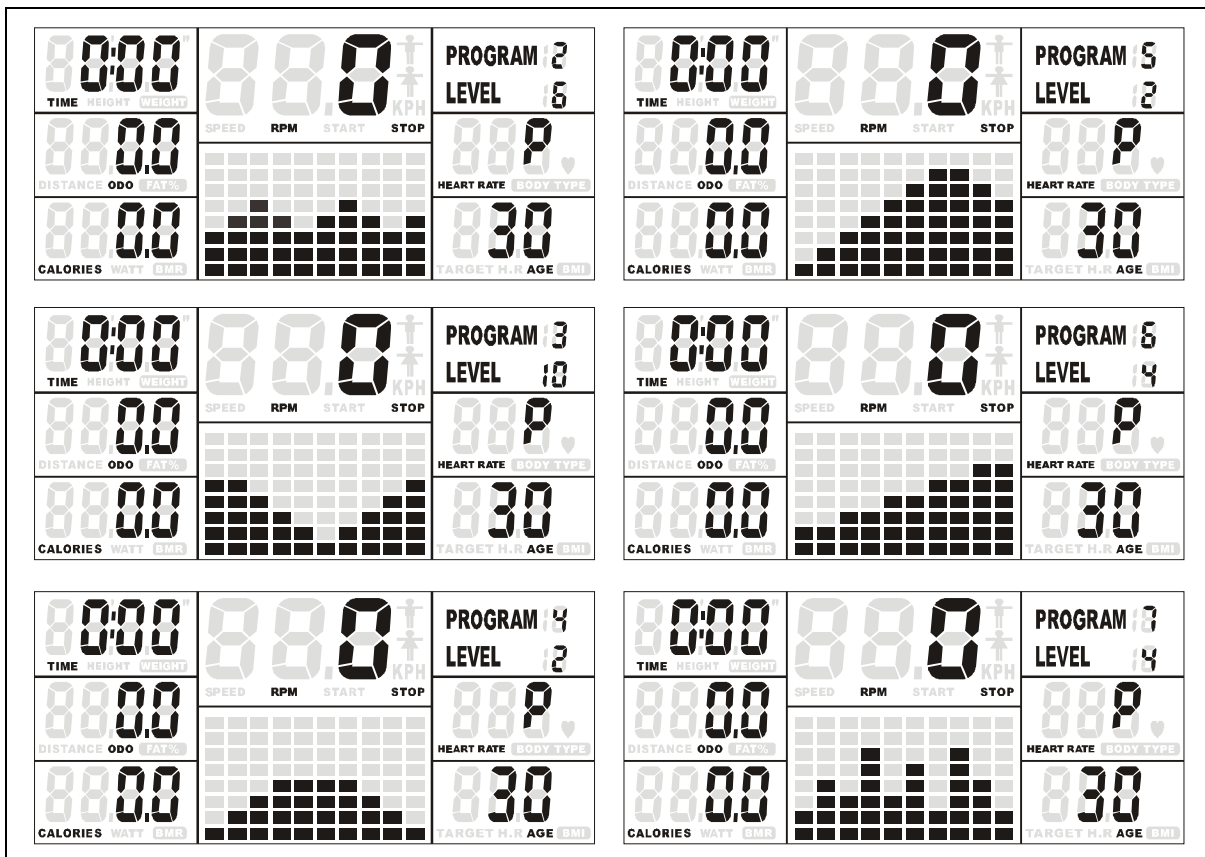 0:00 0 PROGRAM 2
KPH LEVEL 6
TIME HEIGHT WEIGHT
SPEED RPM START STOP
0.0 P
DISTANCE ODO FAT% HEART RATE BODY TYPE
0.0 30
CALORIES WATT BMR TARGET H.R AGE BMI
0:00 0 PROGRAM 3
KPH LEVEL 10
TIME HEIGHT WEIGHT
SPEED RPM START STOP
0.0 P
DISTANCE ODO FAT% HEART RATE BODY TYPE
0.0 30
CALORIES WATT BMR TARGET H.R AGE BMI
0:00 0 PROGRAM 4
KPH LEVEL 2
TIME HEIGHT WEIGHT
SPEED RPM START STOP
0.0 P
DISTANCE ODO FAT% HEART RATE BODY TYPE
0.0 30
CALORIES WATT BMR TARGET H.R AGE BMI
0:00 0 PROGRAM 5
KPH LEVEL 2
TIME HEIGHT WEIGHT
SPEED RPM START STOP
0.0 P
DISTANCE ODO FAT% HEART RATE BODY TYPE
0.0 30
CALORIES WATT BMR TARGET H.R AGE BMI
0:00 0 PROGRAM 6
KPH LEVEL 4
TIME HEIGHT WEIGHT
SPEED RPM START STOP
0.0 P
DISTANCE ODO FAT% HEART RATE BODY TYPE
0.0 30
CALORIES WATT BMR TARGET H.R AGE BMI
0:00 0 PROGRAM 7
KPH LEVEL 4
TIME HEIGHT WEIGHT
SPEED RPM START STOP
0.0 P
DISTANCE ODO FAT% HEART RATE BODY TYPE
0.0 30
CALORIES WATT BMR TARGET H.R AGE BMI